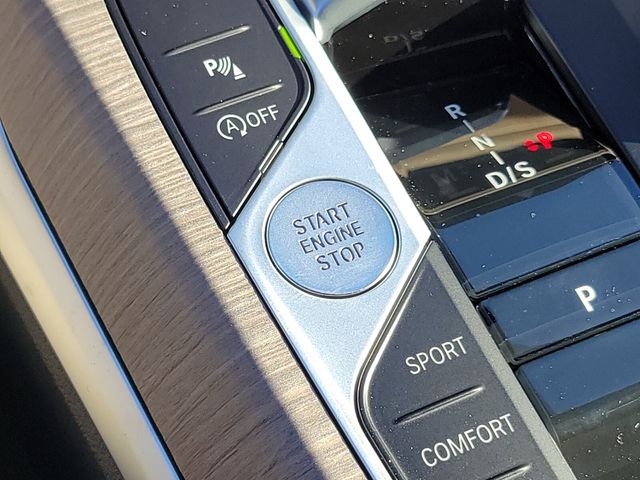 P
A OFF
START
ENGINE
STOP
R
N
P
D/S
P
SPORT
COMFORT